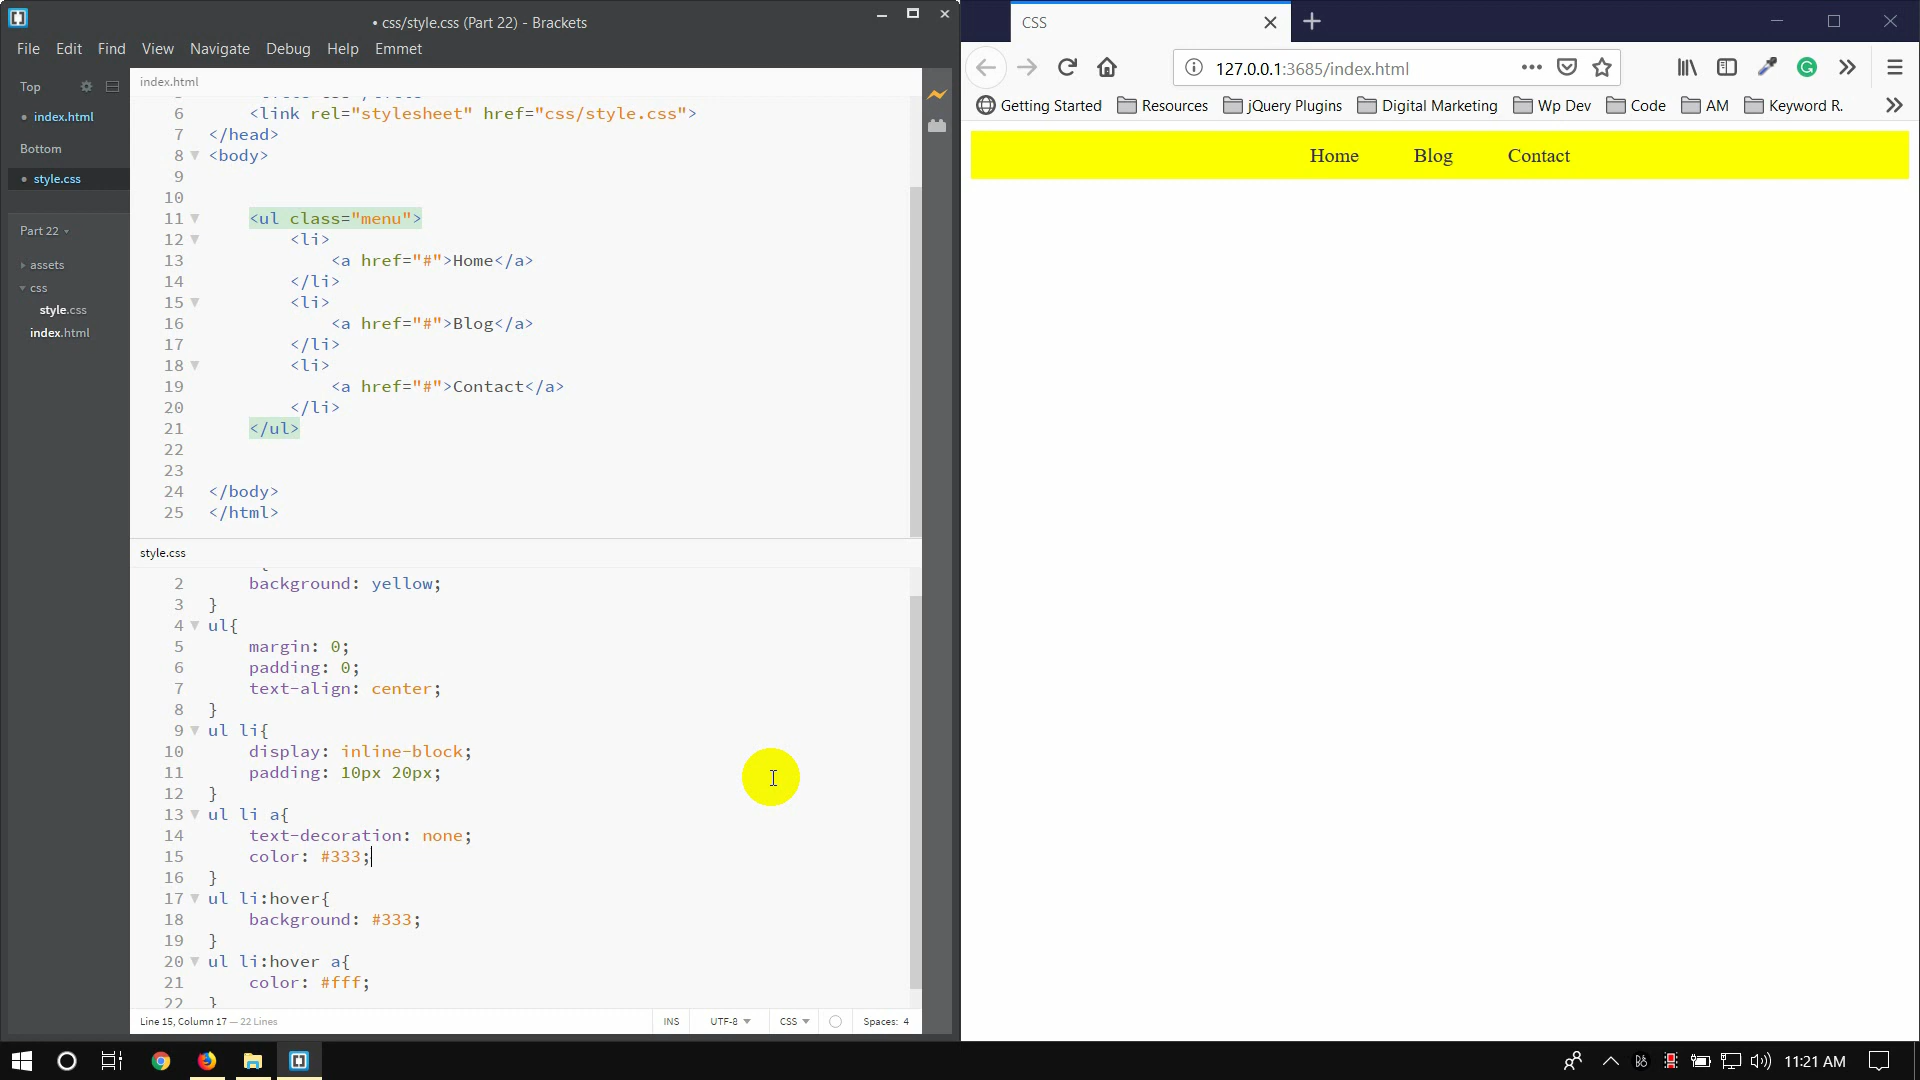 • css/style.css (Part 22) - Brackets
File Edit Find View Navigate Debug Help Emmet
Top
• index.html
Bottom
• style.css
Part 22
assets
css
style.css
index.html
index.html
6 <link rel="stylesheet" href="css/style.css">
7 </head>
8 <body>
9
10
11 <ul class="menu">
12 <li>
13 <a href="#">Home</a>
14 </li>
15 <li>
16 <a href="#">Blog</a>
17 </li>
18 <li>
19 <a href="#">Contact</a>
20 </li>
21 </ul>
22
23
24 </body>
25 </html>
style.css
2 background: yellow;
3 }
4 ul{
5 margin: 0;
6 padding: 0;
7 text-align: center;
8 }
9 ul li{
10 display: inline-block;
11 padding: 10px 20px;
12 }
13 ul li a{
14 text-decoration: none;
15 color: #333;
16 }
17 ul li:hover{
18 background: #333;
19 }
20 ul li:hover a{
21 color: #fff;
22 }
Line 15, Column 17 — 22 Lines
INS UTF-8 CSS Spaces: 4
CSS
127.0.0.1:3685/index.html
Getting Started Resources jQuery Plugins Digital Marketing Wp Dev Code AM Keyword R.
Home Blog Contact
11:21 AM